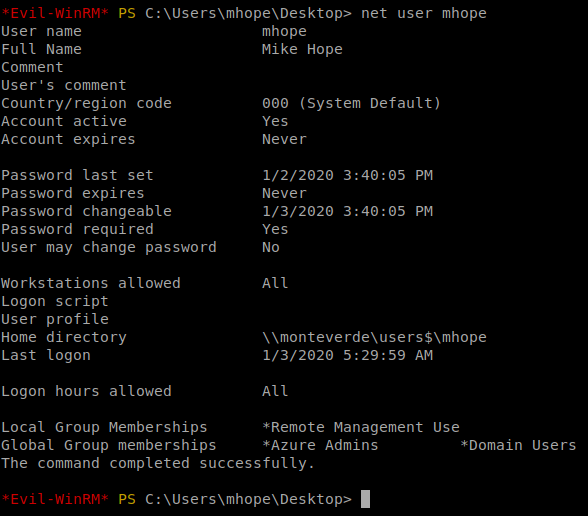 *Evil-WinRM* PS C:\Users\mhope\Desktop> net user mhope
User name                    mhope
Full Name                    Mike Hope
Comment
User's comment
Country/region code          000 (System Default)
Account active               Yes
Account expires              Never

Password last set            1/2/2020 3:40:05 PM
Password expires             Never
Password changeable          1/3/2020 3:40:05 PM
Password required            Yes
User may change password     No

Workstations allowed         All
Logon script
User profile
Home directory               \\monteverde\users$\mhope
Last logon                   1/3/2020 5:29:59 AM

Logon hours allowed          All

Local Group Memberships      *Remote Management Use
Global Group memberships     *Azure Admins         *Domain Users
The command completed successfully.

*Evil-WinRM* PS C:\Users\mhope\Desktop>